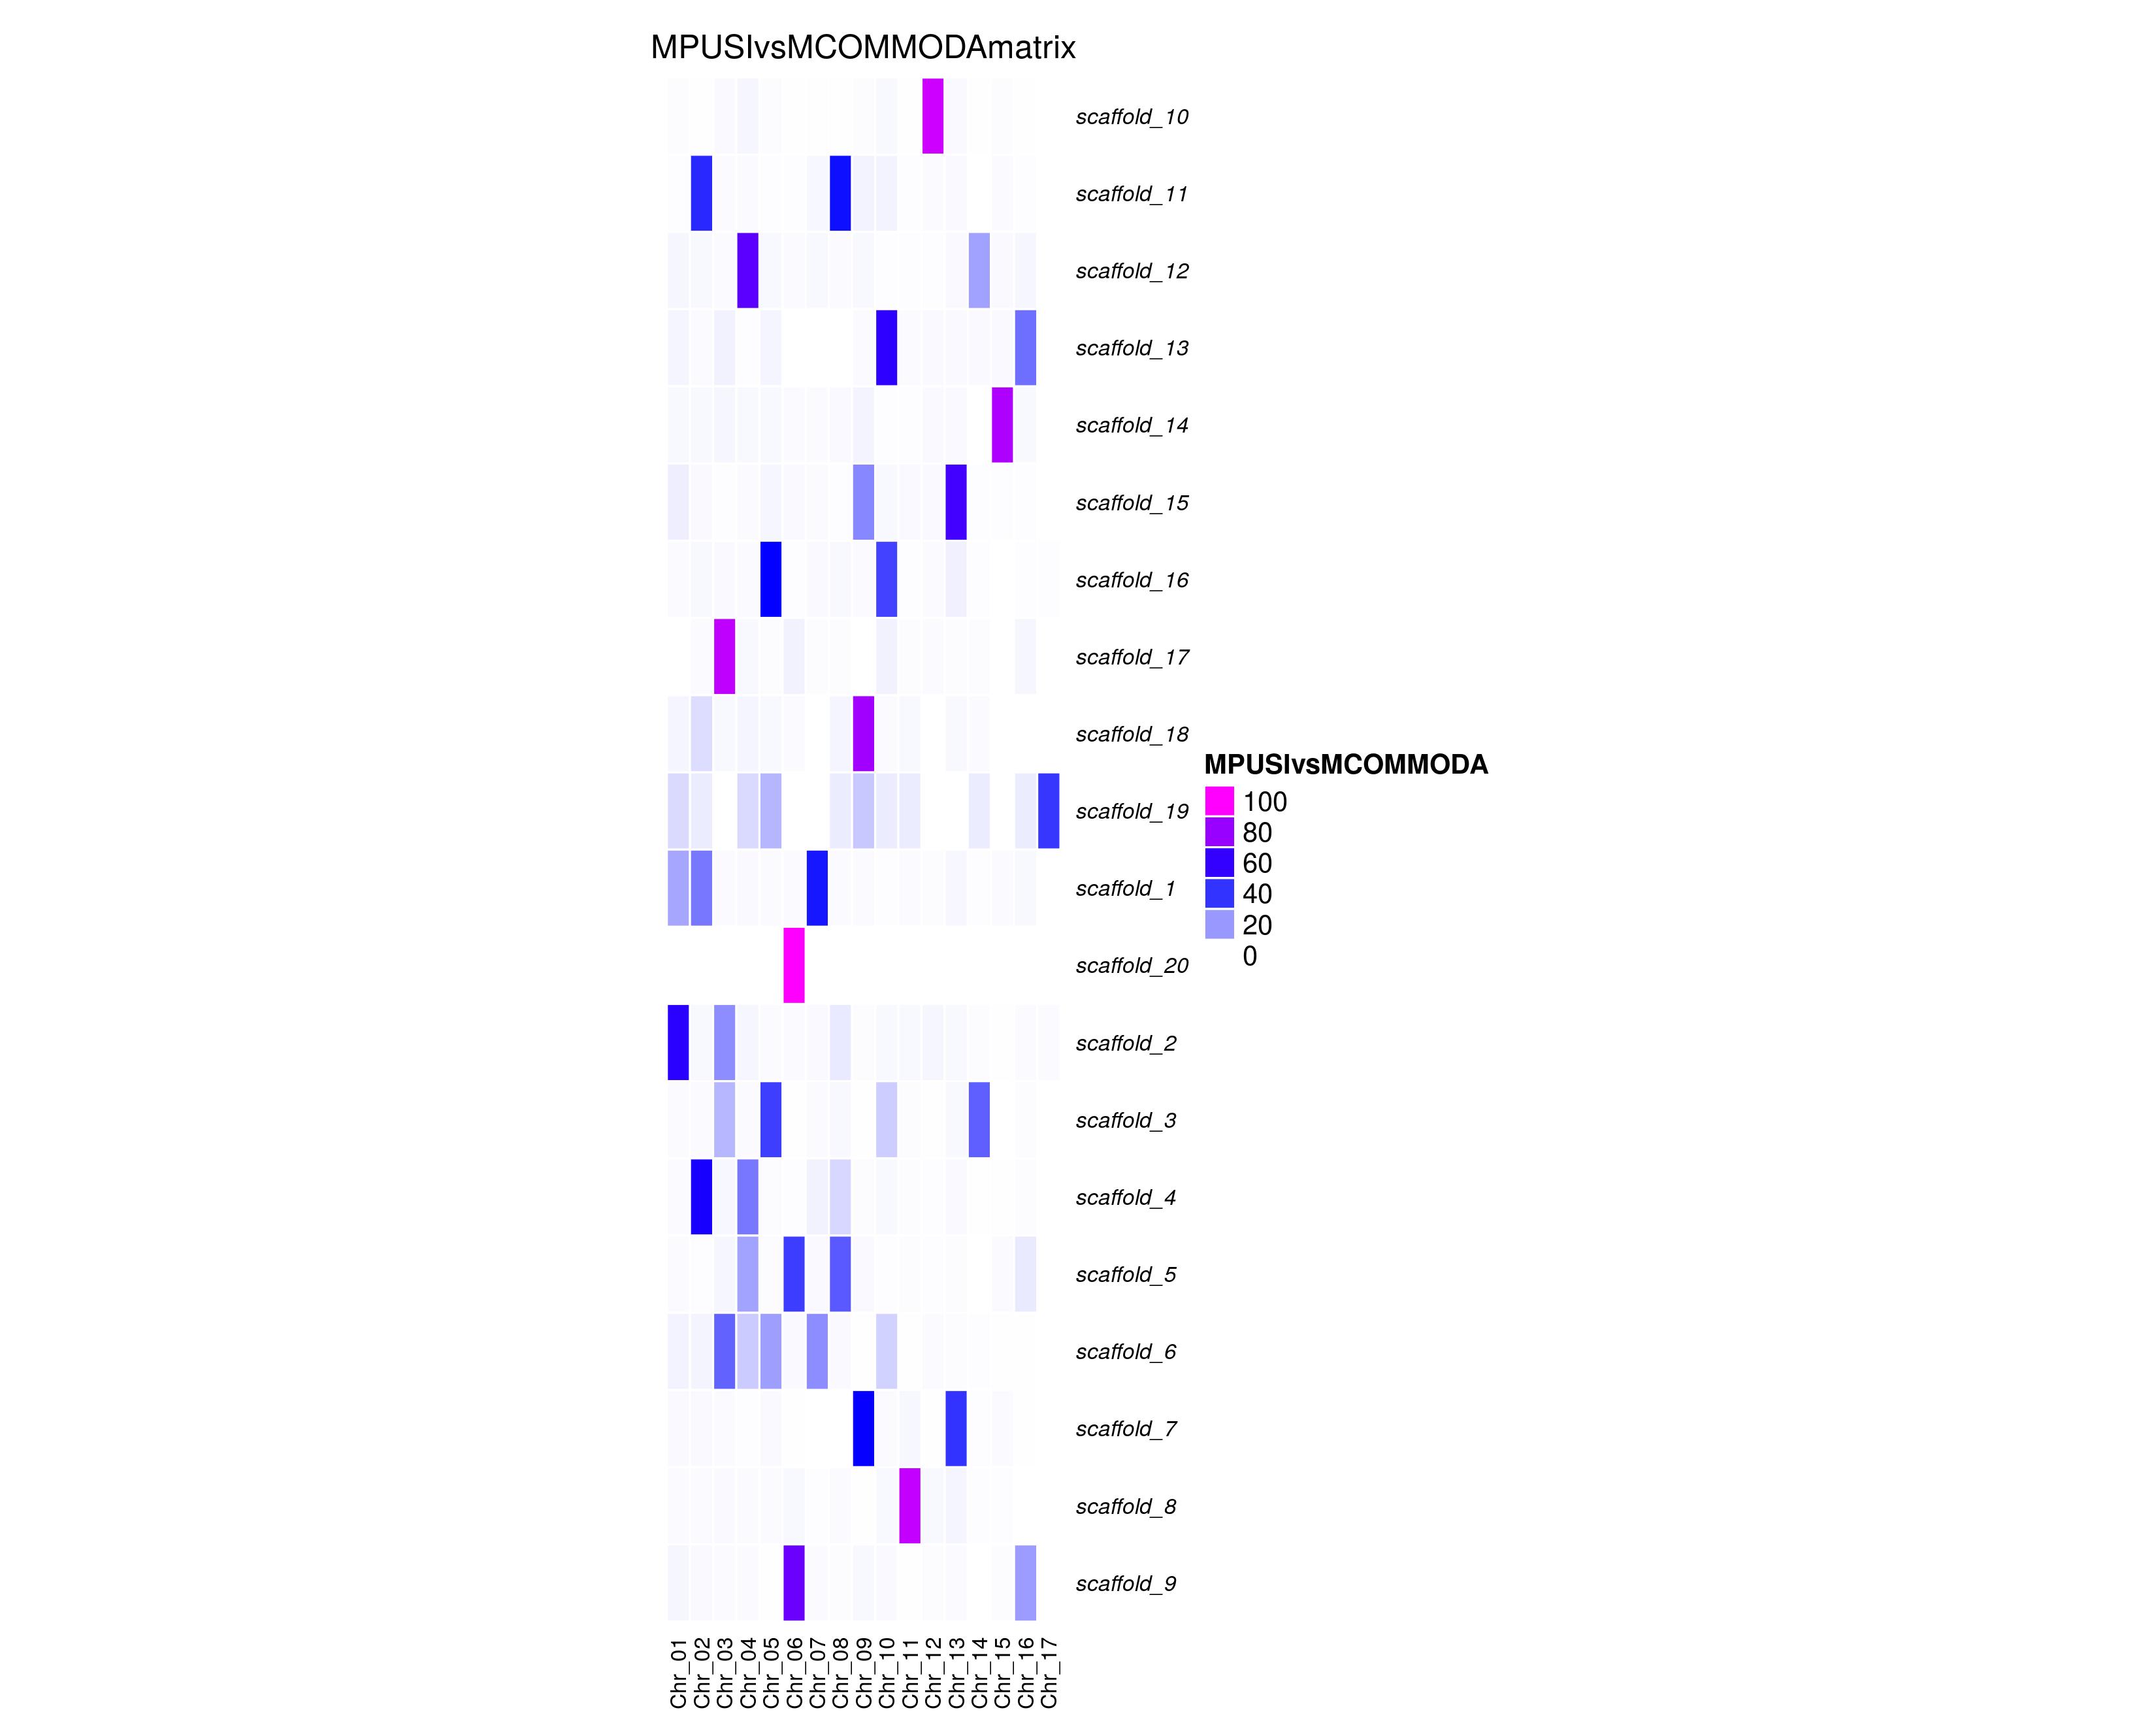 MPUSIvsMCOMMODAmatrix
scaffold_10
scaffold_11
scaffold_12
scaffold_13
scaffold_14
scaffold_15
scaffold_16
scaffold_17
scaffold_18
scaffold_19
scaffold_1
scaffold_20
scaffold_2
scaffold_3
scaffold_4
scaffold_5
scaffold_6
scaffold_7
scaffold_8
scaffold_9
MPUSIvsMCOMMODA
100
80
60
40
20
0
Chr_01
Chr_02
Chr_03
Chr_04
Chr_05
Chr_06
Chr_07
Chr_08
Chr_09
Chr_10
Chr_11
Chr_12
Chr_13
Chr_14
Chr_15
Chr_16
Chr_17